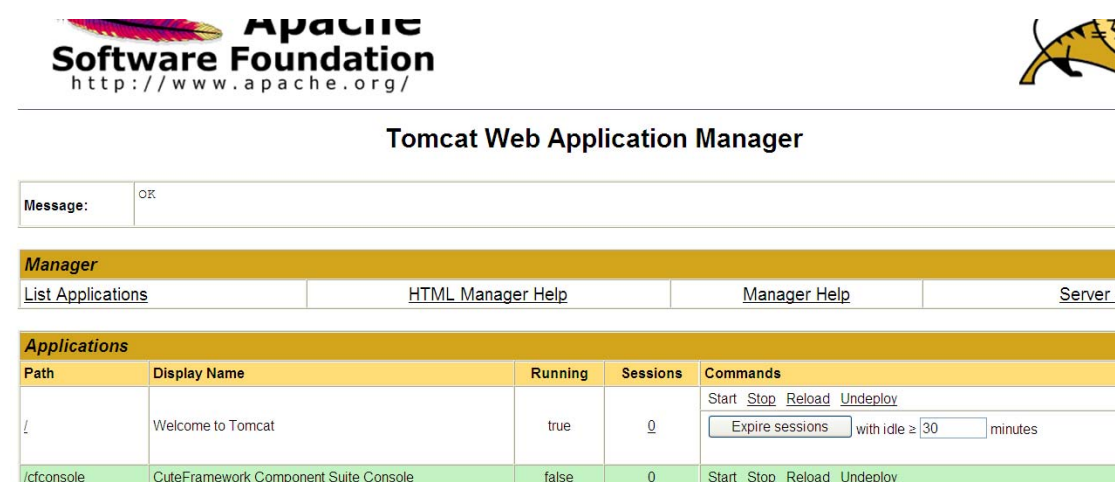 Apache
Software Foundation
http://www.apache.org/
Tomcat Web Application Manager
Message: OK
Manager
List Applications HTML Manager Help Manager Help Server
Applications
Path Display Name Running Sessions Commands
Start Stop Reload Undeploy
/ Welcome to Tomcat true 0
Expire sessions with idle ≥ 30 minutes
/cfconsole CuteFramework Component Suite Console false 0 Start Stop Reload Undeploy